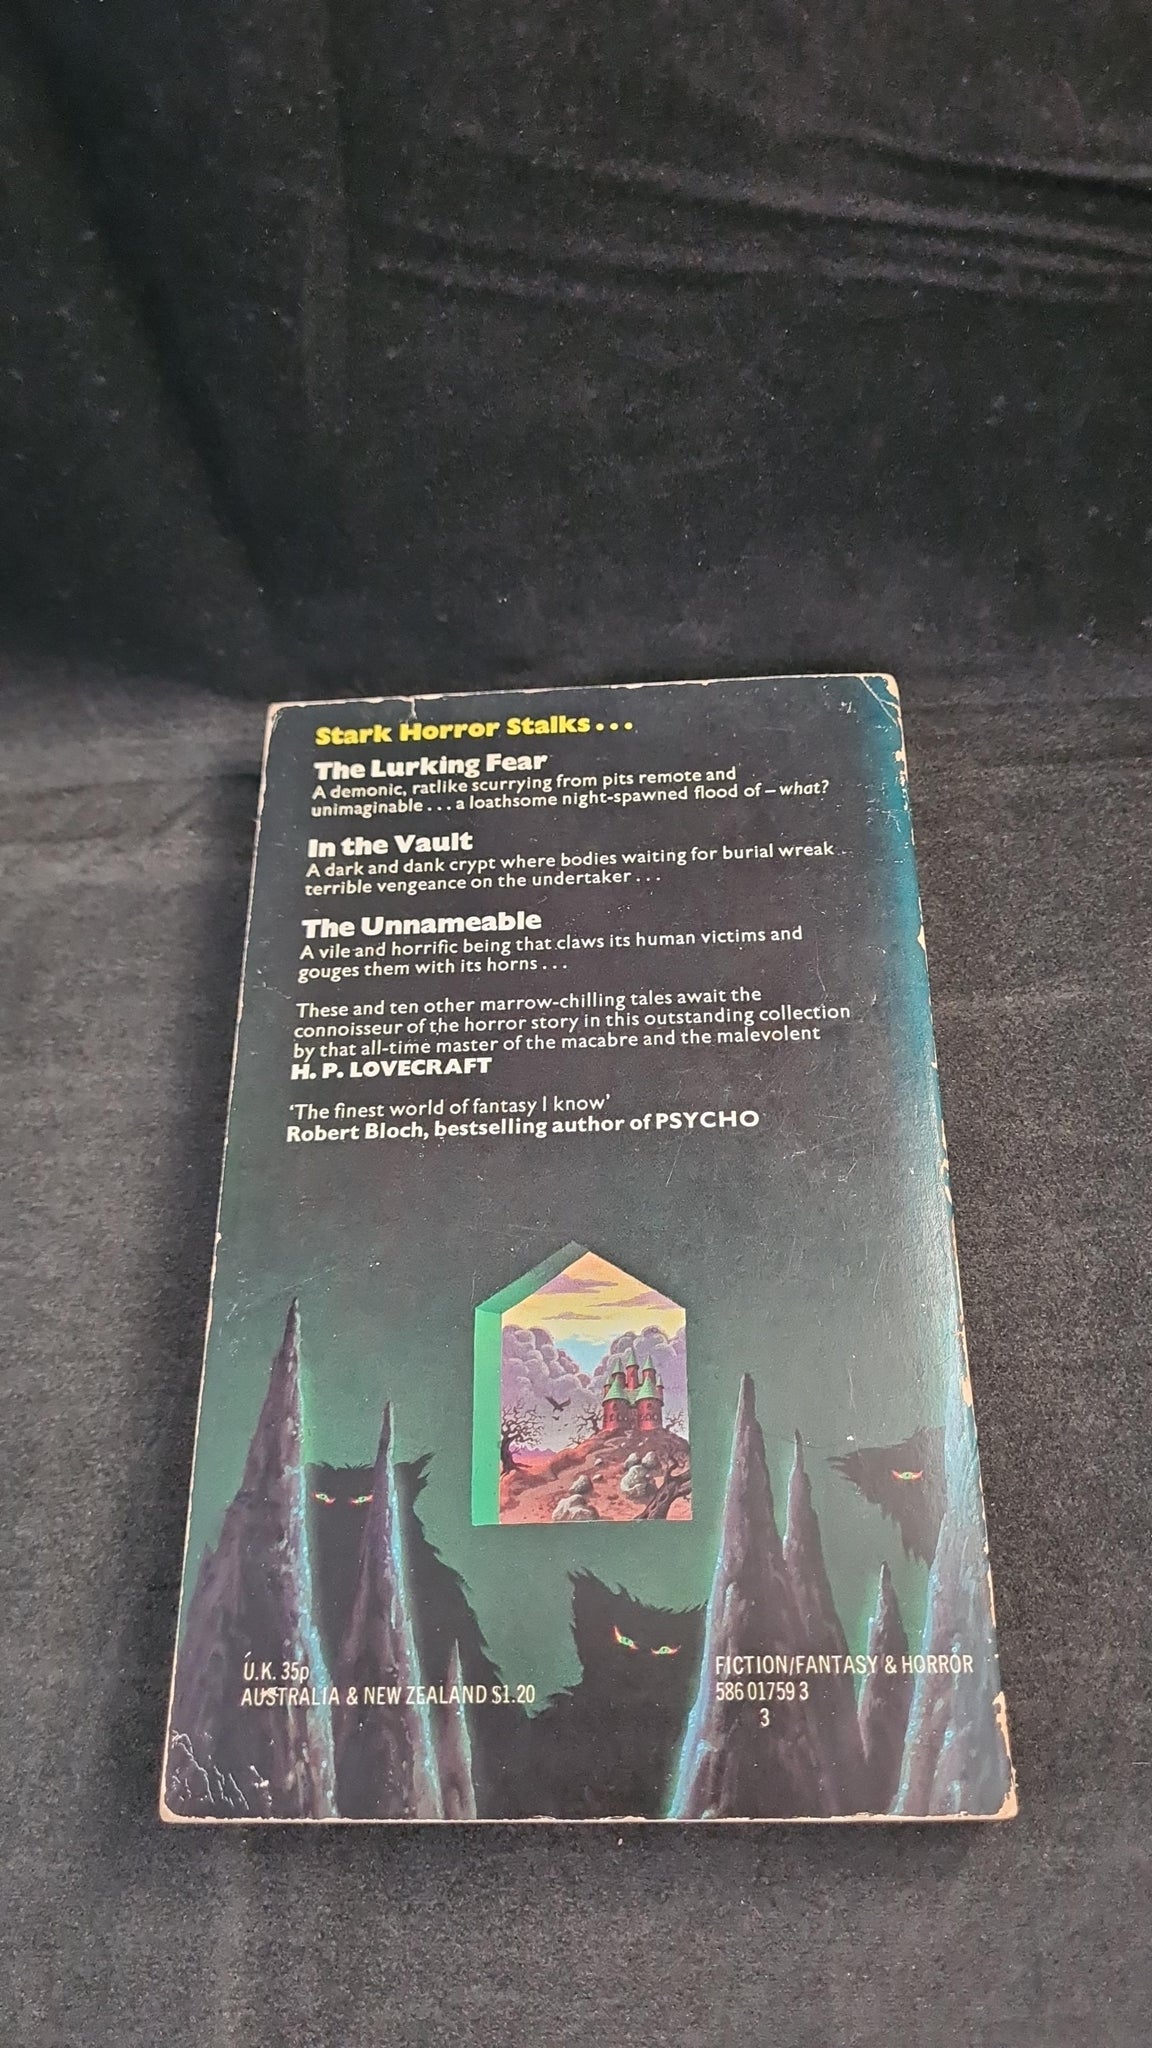 Stark Horror Stalks...
The Lurking Fear
A demonic, ratlike scurrying from pits remote and
unimaginable... a loathsome night-spawned flood of – what?
In the Vault
A dark and dank crypt where bodies waiting for burial wreak
terrible vengeance on the undertaker...
The Unnameable
A vile and horrific being that claws its human victims and
gouges them with its horns...
These and ten other marrow-chilling tales await the
connoisseur of the horror story in this outstanding collection
by that all-time master of the macabre and the malevolent
H. P. LOVECRAFT
'The finest world of fantasy I know'
Robert Bloch, bestselling author of PSYCHO
U.K. 35p
AUSTRALIA & NEW ZEALAND $1.20
FICTION/FANTASY & HORROR
586 01759 3
3